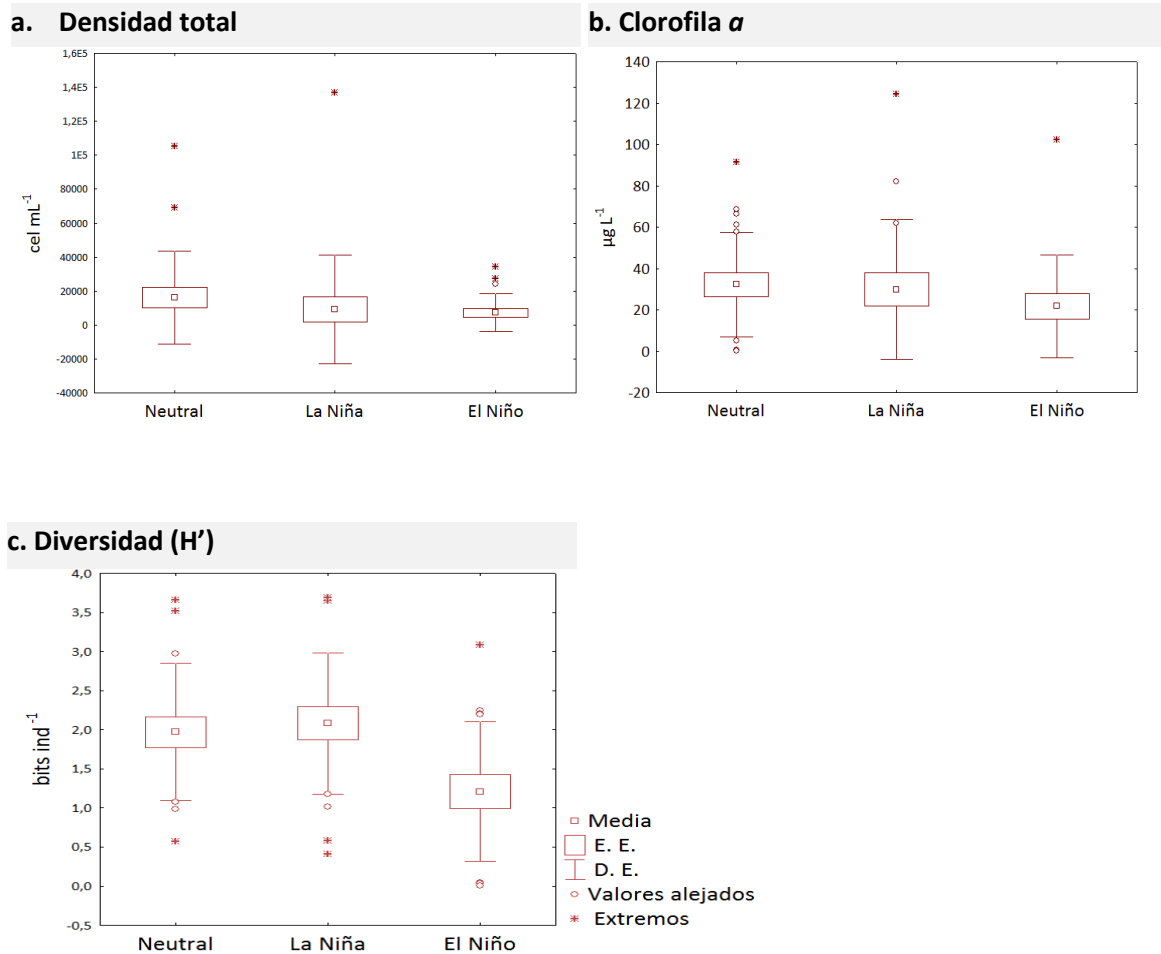 a. Densidad total
1,6E5
1,4E5
1,2E5
1E5
80000
60000
40000
20000
0
-20000
-40000
cel mL⁻¹
Neutral La Niña El Niño
b. Clorofila a
140
120
100
80
60
40
20
0
-20
µg L⁻¹
Neutral La Niña El Niño
c. Diversidad (H’)
4,0
3,5
3,0
2,5
2,0
1,5
1,0
0,5
0,0
-0,5
bits ind⁻¹
Neutral La Niña El Niño
Media
E. E.
D. E.
Valores alejados
Extremos